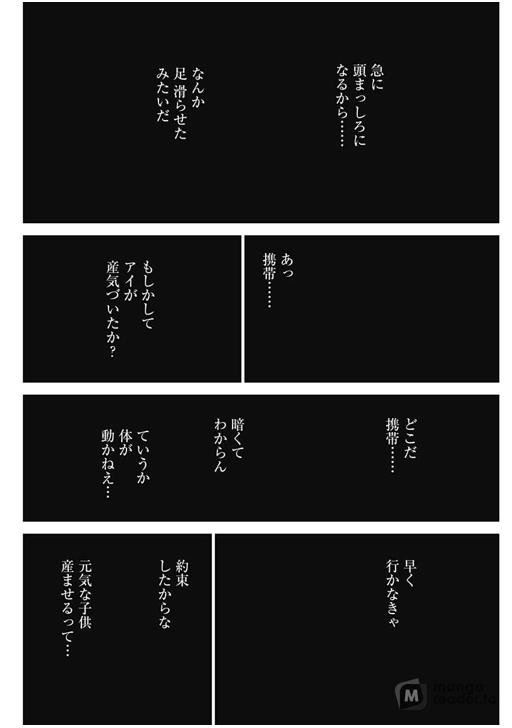 急に
頭まっしろに
なるから……
なんか
足 滑らせた
みたいだ
あっ
携帯……
もしかして
アイが
産気づいたか?
どこだ
携帯……
暗くて
わからん
ていうか
体が
動かねえ…
早く
行かなきゃ
約束
したからな
元気な子供
産ませるって…
manga
reader.to